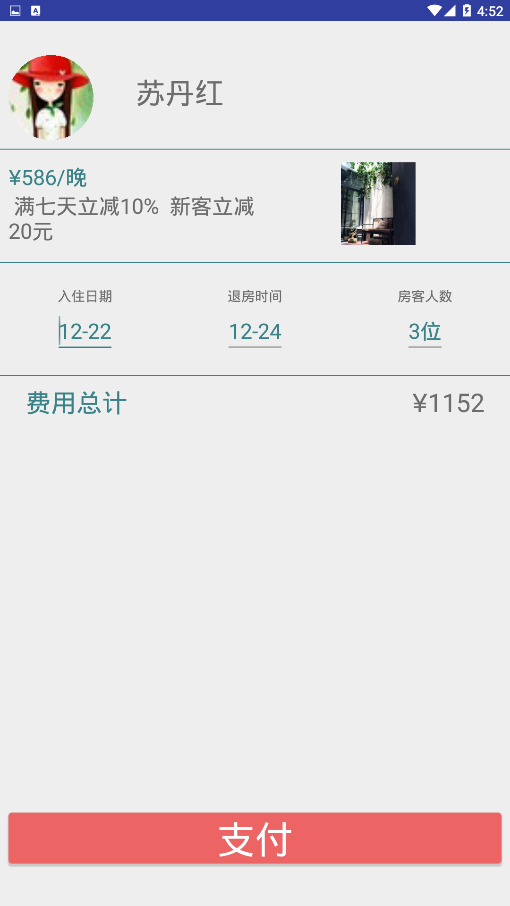 4:52
苏丹红
¥586/晚
满七天立减10% 新客立减
20元
入住日期 退房时间 房客人数
12-22 12-24 3位
费用总计 ¥1152
支付